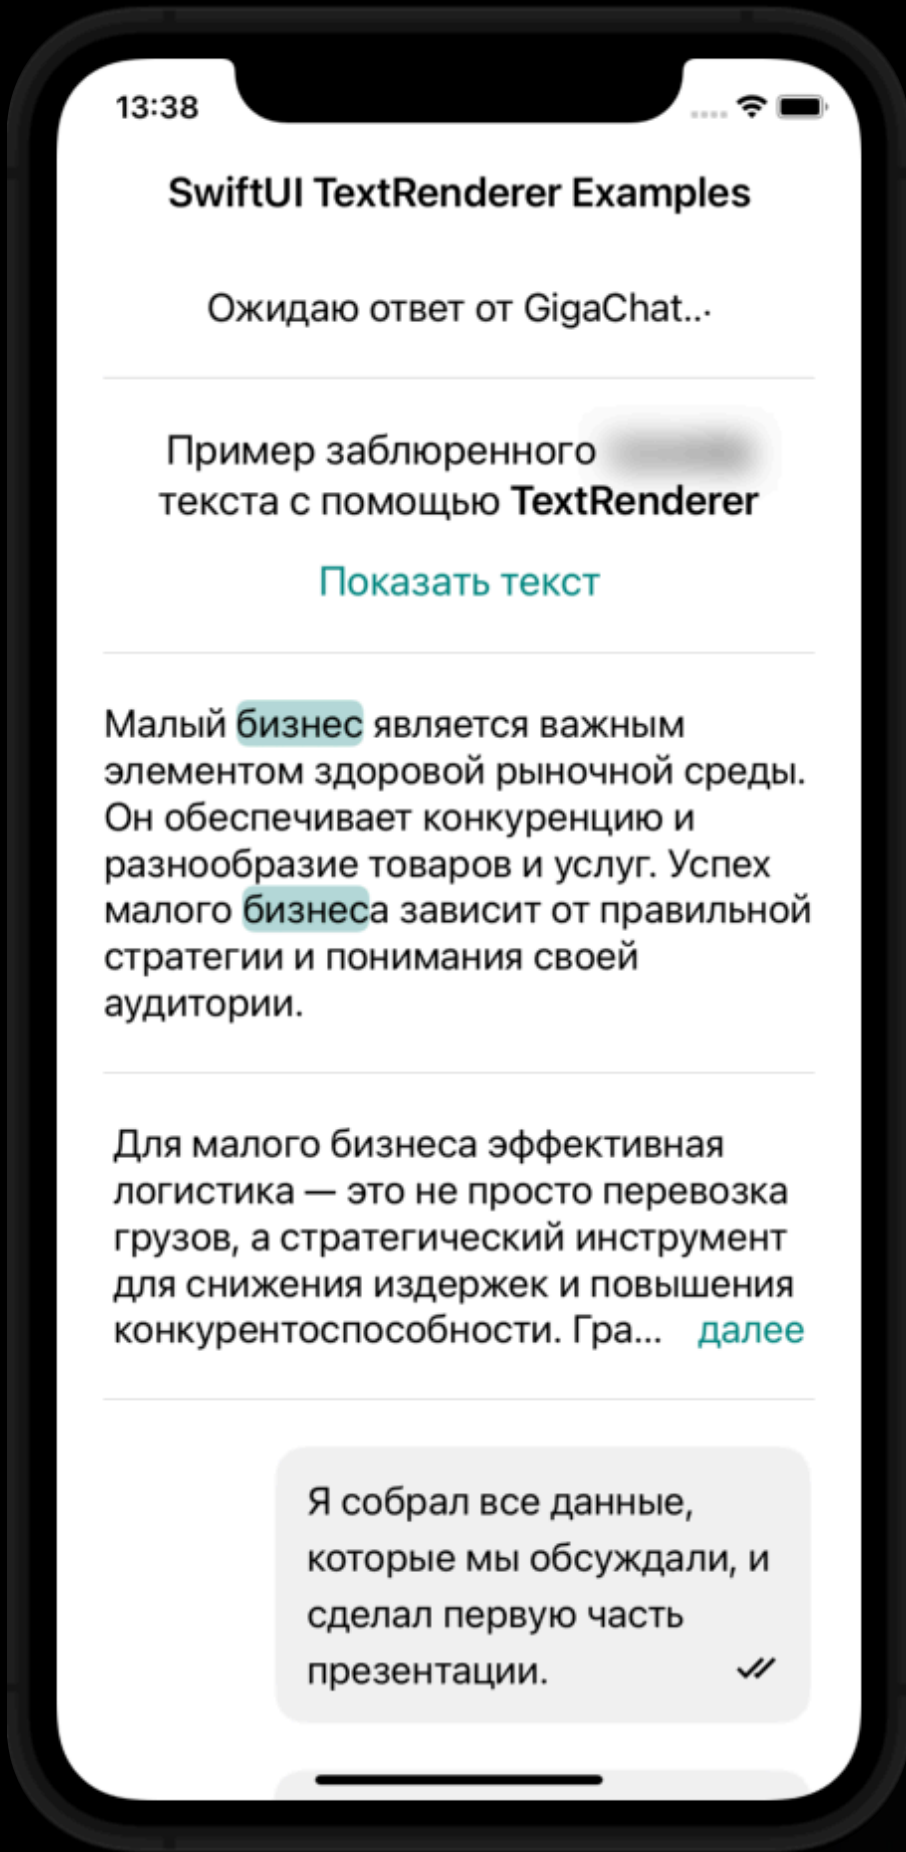 13:38
SwiftUI TextRenderer Examples
Ожидаю ответ от GigaChat...
Пример заблюренного
текста с помощью TextRenderer
Показать текст
Малый бизнес является важным
элементом здоровой рыночной среды.
Он обеспечивает конкуренцию и
разнообразие товаров и услуг. Успех
малого бизнеса зависит от правильной
стратегии и понимания своей
аудитории.
Для малого бизнеса эффективная
логистика — это не просто перевозка
грузов, а стратегический инструмент
для снижения издержек и повышения
конкурентоспособности. Гра... далее
Я собрал все данные,
которые мы обсуждали, и
сделал первую часть
презентации.